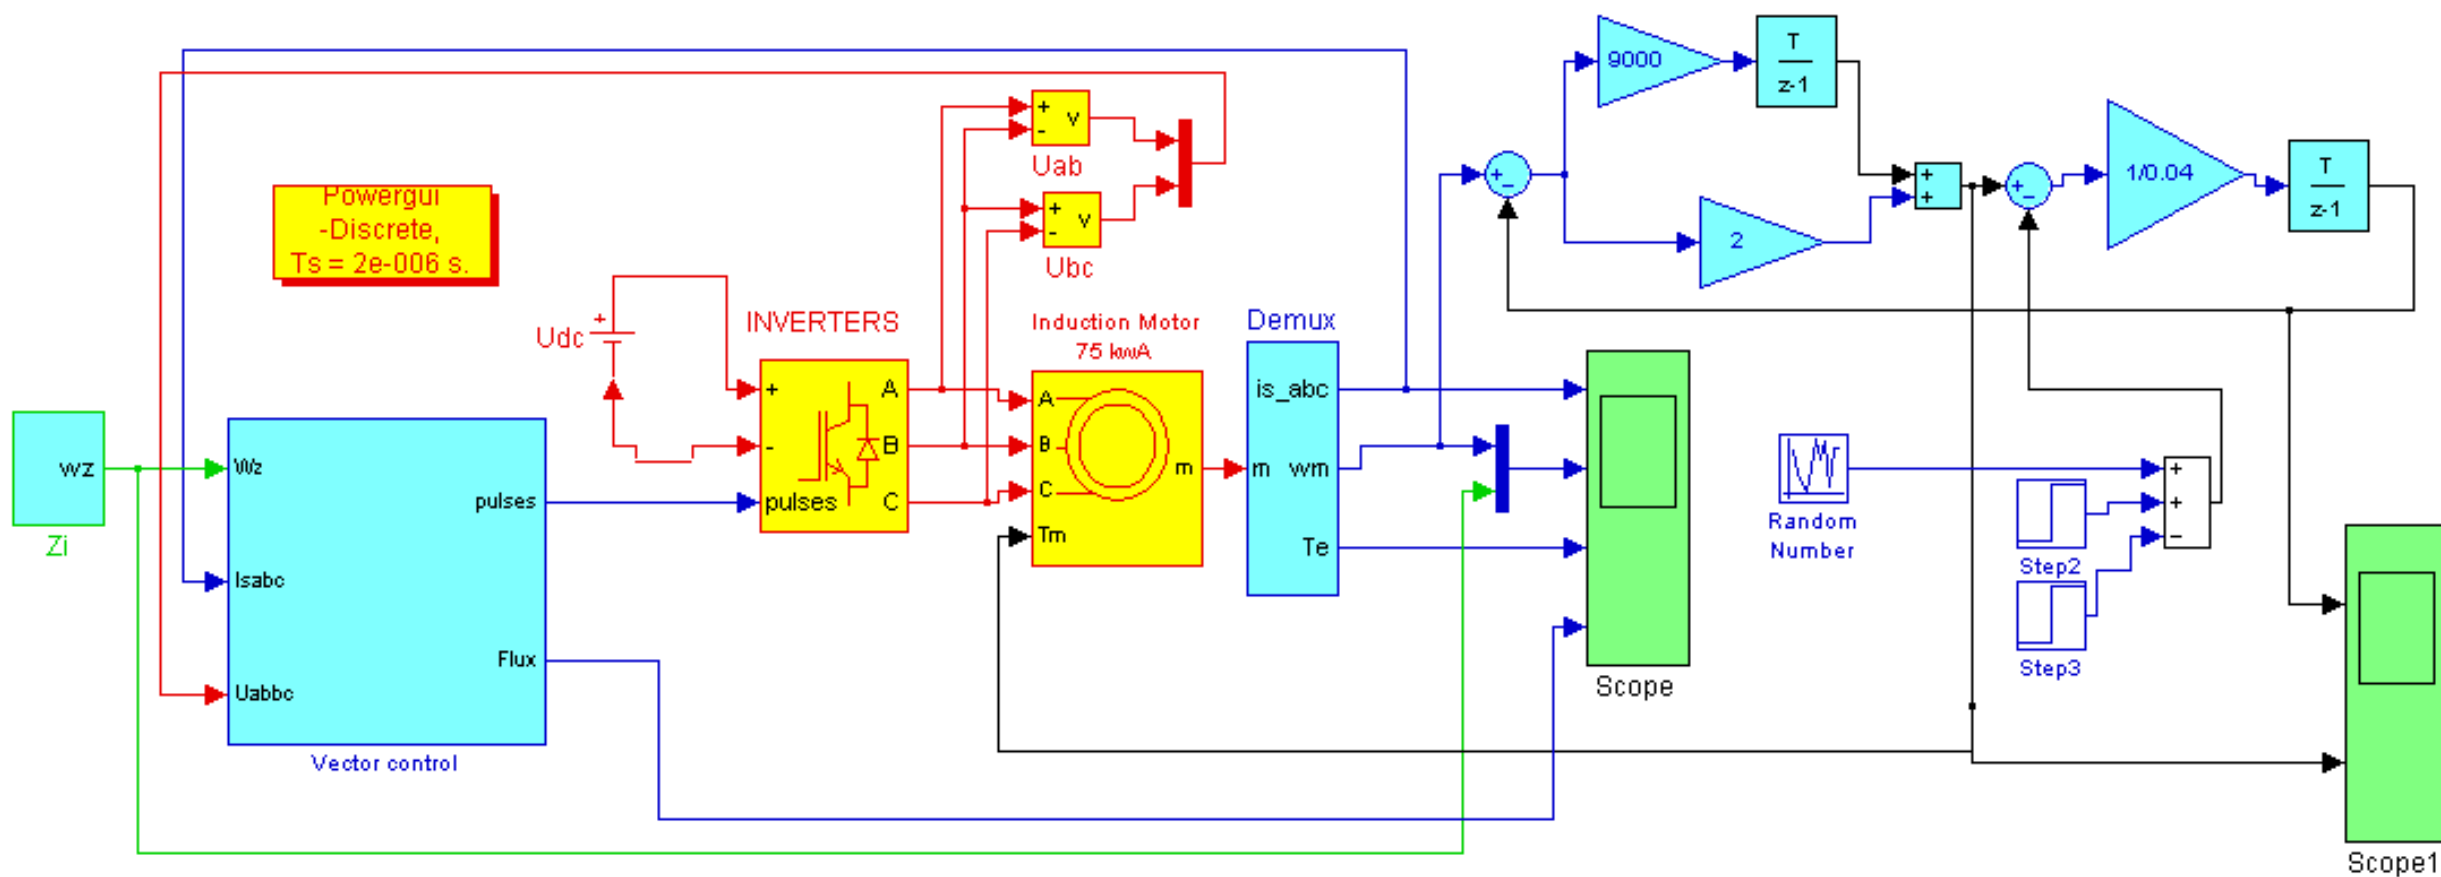 9000
T
z-1
+
-
v
Uab
+
-
v
Ubc
Powergui
-Discrete,
Ts = 2e-006 s.
+
−
2
+
+
+
−
1/0.04
T
z-1
+
Udc
INVERTERS
+
-
pulses
A
B
C
Induction Motor
75 kwA
A
B
C
Tm
m
Demux
m
is_abc
wm
Te
wz
Zi
Wz
Isabc
Uabbc
pulses
Flux
Vector control
Scope
Random
Number
Step2
Step3
+
+
−
Scope1